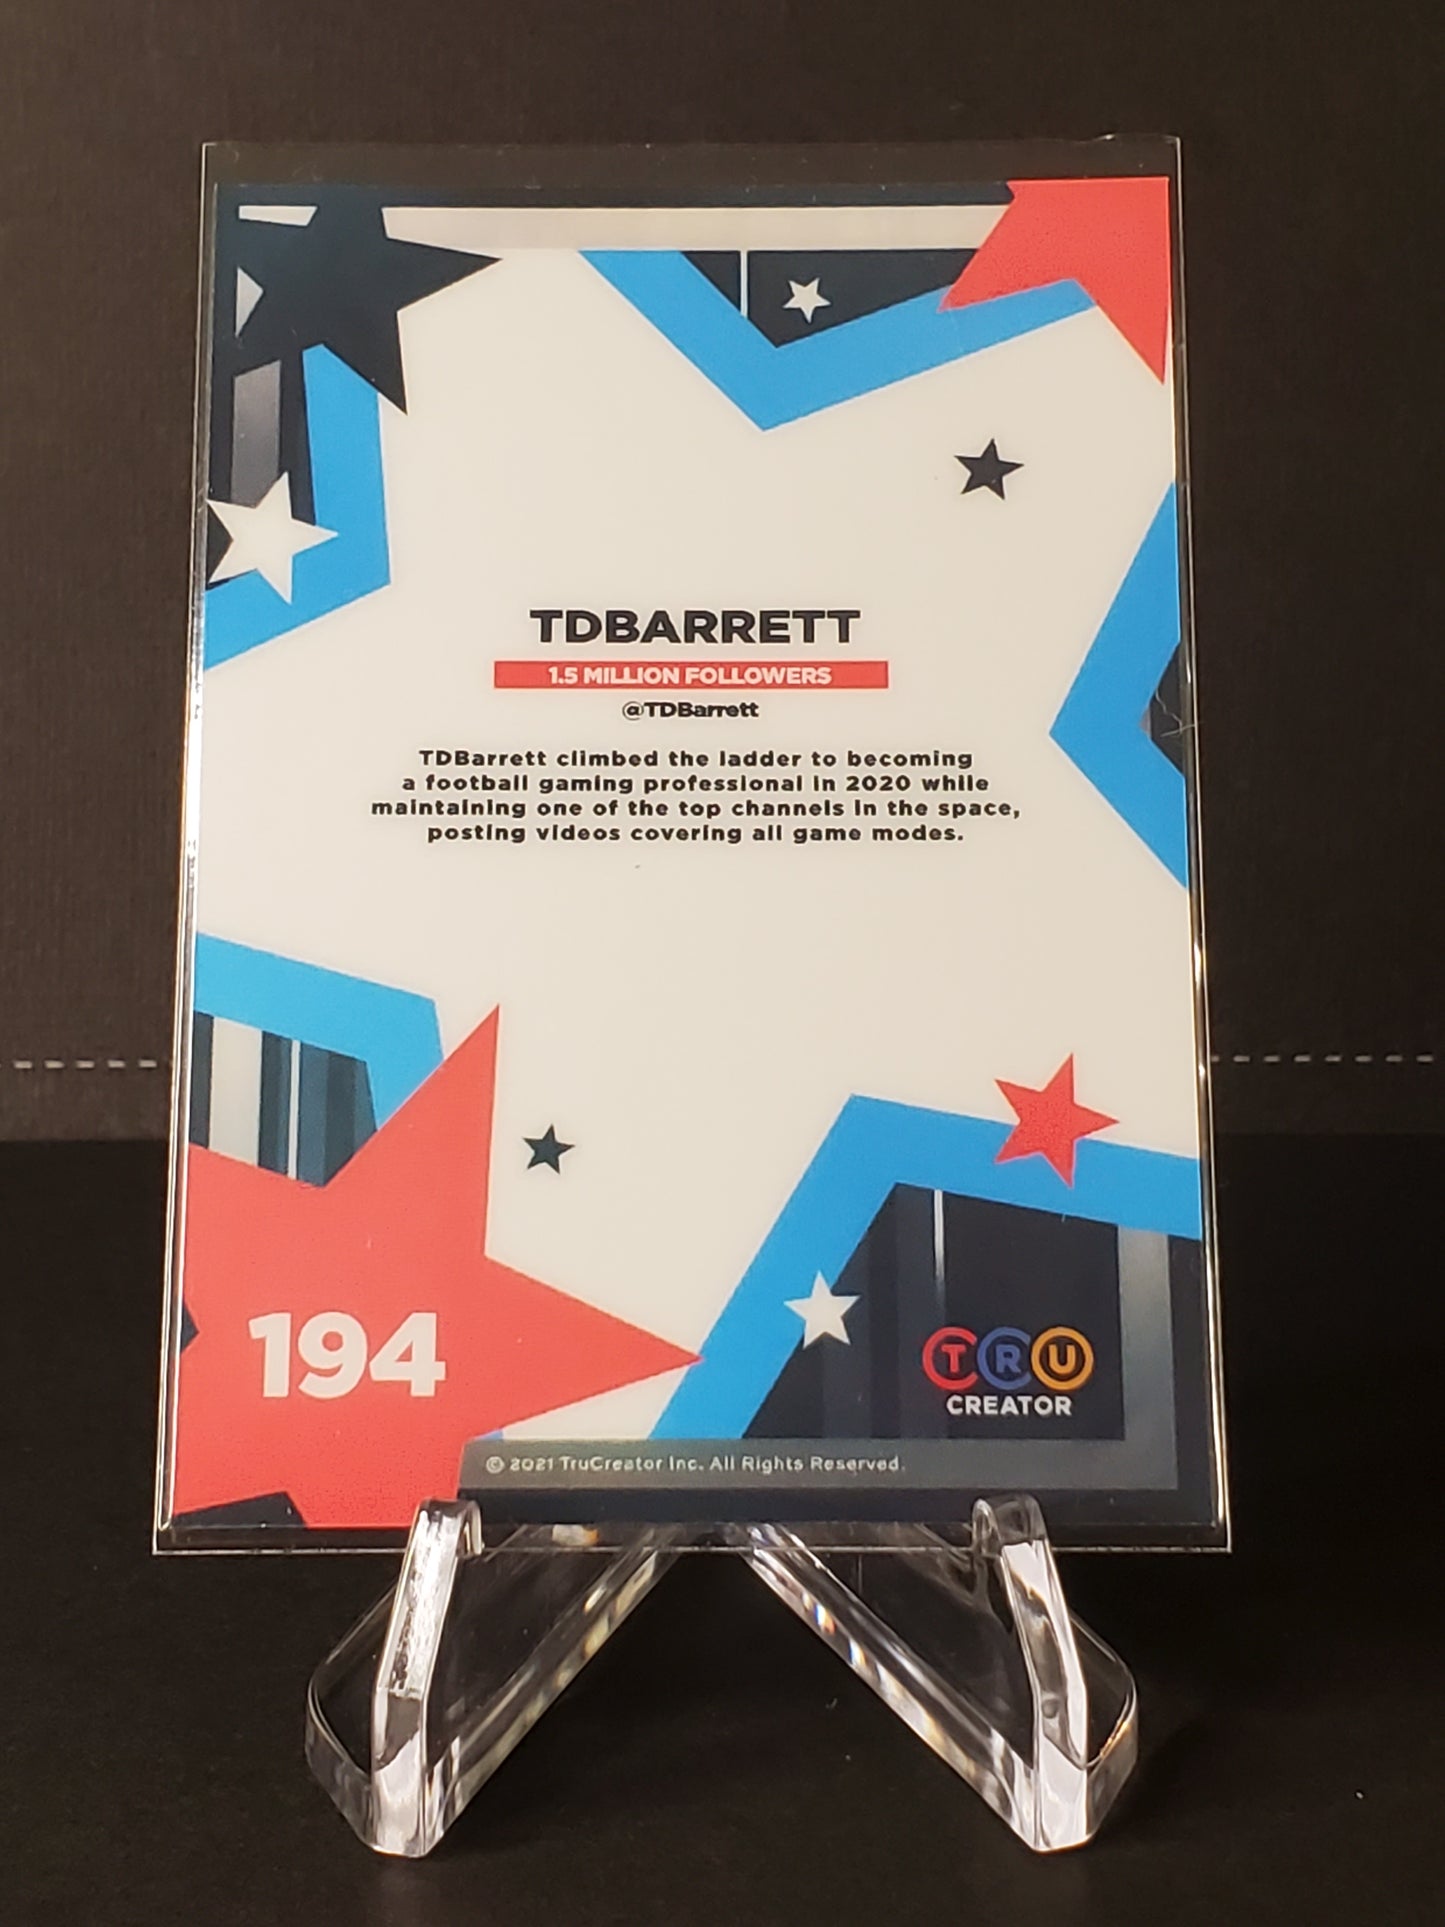 TDBARRETT
1.5 MILLION FOLLOWERS
@TDBarrett
TDBarrett climbed the ladder to becoming
a football gaming professional in 2020 while
maintaining one of the top channels in the space,
posting videos covering all game modes.
194
TRU
CREATOR
© 2021 TruCreator Inc. All Rights Reserved.